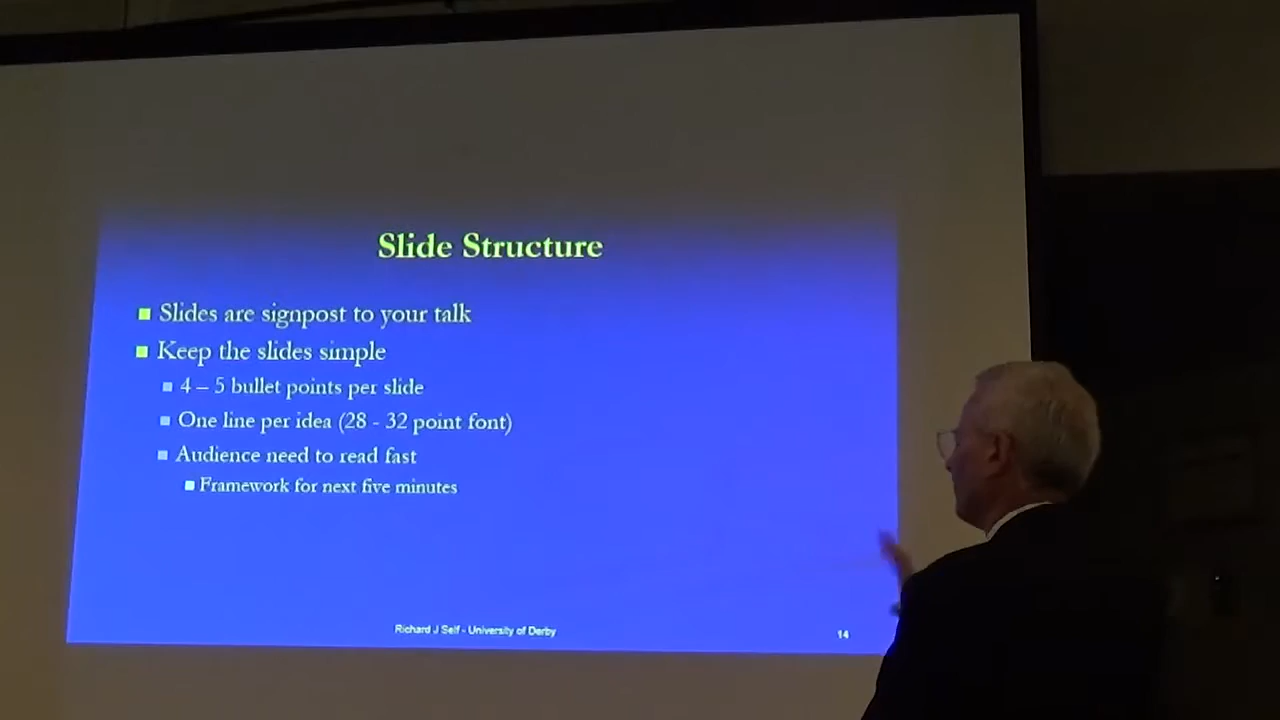 Slide Structure
Slides are signpost to your talk
Keep the slides simple
4 – 5 bullet points per slide
One line per idea (28 - 32 point font)
Audience need to read fast
Framework for next five minutes
Richard J Self - University of Derby
14